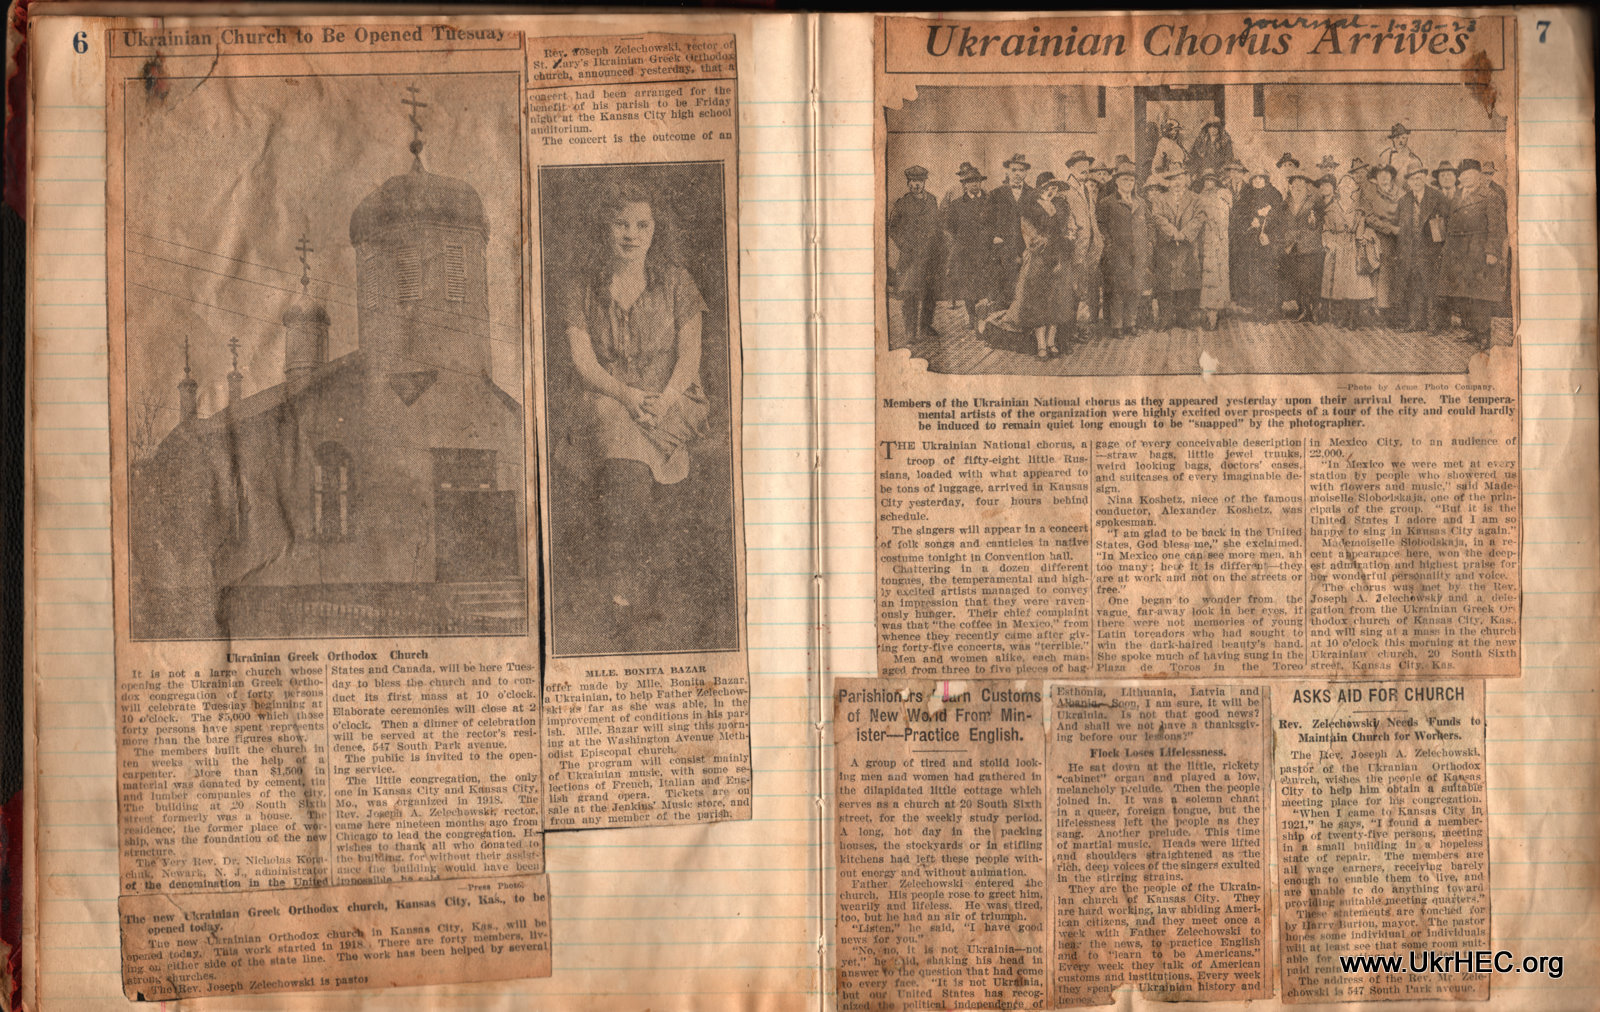 6
Ukrainian Church to Be Opened Tuesday
Ukrainian Greek Orthodox Church
It is not a large church whose
opening the Ukrainian Greek Ortho-
dox congregation of forty persons
will celebrate Tuesday beginning at
10 o'clock. The $5,000 which those
forty persons have spent represents
more than the bare figures show.
The members built the church in
ten weeks with the help of a
carpenter. More than $1,500 in
material was donated by cement, tin
and lumber companies of the city.
The building at 20 South Sixth
street formerly was a house. The
residence, the former place of wor-
ship, was the foundation of the new
structure.
The Very Rev. Dr. Nicholas Kopa-
chuk, Newark, N. J., administrator
of the denomination in the United
States and Canada, will be here Tues-
day to bless the church and to con-
duct its first mass at 10 o'clock.
Elaborate ceremonies will close at 2
o'clock. Then a dinner of celebration
will be served at the rector's resi-
dence, 547 South Park avenue.
The public is invited to the open-
ing service.
The little congregation, the only
one in Kansas City and Kansas City,
Mo., was organized in 1918. The
Rev. Joseph A. Zelechowski, rector,
came here nineteen months ago from
Chicago to lead the congregation. He
wishes to thank all who donated to
the building, for without their assist-
ance the building would have been
impossible, he said.
—Press Photo.
The new Ukrainian Greek Orthodox church, Kansas City, Kas., to be
opened today.
The new Ukrainian Orthodox church in Kansas City, Kas., will be
opened today. This work started in 1918. There are forty members, liv-
ing on either side of the state line. The work has been helped by several
strong churches.
The Rev. Joseph Zelechowski is pastor
Rev. Joseph Zelechowski, rector of
St. Mary's Ikrainian Greek Orthodox
church, announced yesterday, that a
concert had been arranged for the
benefit of his parish to be Friday
night at the Kansas City high school
auditorium.
The concert is the outcome of an
MLLE. BONITA BAZAR
offer made by Mlle. Bonita Bazar,
a Ukrainian, to help Father Zelechow-
ski as far as she was able, in the
improvement of conditions in his par-
ish. Mlle. Bazar will sing this morn-
ing at the Washington Avenue Meth-
odist Episcopal church.
The program will consist mainly
of Ukrainian music, with some se-
lections of French, Italian and Eng-
lish grand opera. Tickets are on
sale at the Jenkins' Music store, and
from any member of the parish.
7
Journal - 1-30-23
Ukrainian Chorus Arrives
—Photo by Acme Photo Company.
Members of the Ukrainian National chorus as they appeared yesterday upon their arrival here. The tempera-
mental artists of the organization were highly excited over prospects of a tour of the city and could hardly
be induced to remain quiet long enough to be "snapped" by the photographer.
THE Ukrainian National chorus, a
troop of fifty-eight little Rus-
sians, loaded with what appeared to
be tons of luggage, arrived in Kansas
City yesterday, four hours behind
schedule.
The singers will appear in a concert
of folk songs and canticles in native
costume tonight in Convention hall.
Chattering in a dozen different
tongues, the temperamental and high-
ly excited artists managed to convey
an impression that they were raven-
ously hunger. Their chief complaint
was that "the coffee in Mexico," from
whence they recently came after giv-
ing forty-five concerts, was "terrible."
Men and women alike, each man-
aged from three to five pieces of bag-
gage of every conceivable description
—straw bags, little jewel trunks,
weird looking bags, doctors' cases,
and suitcases of every imaginable de-
sign.
Nina Koshetz, niece of the famous
conductor, Alexander Koshetz, was
spokesman.
"I am glad to be back in the United
States, God bless me," she exclaimed.
"In Mexico one can see more men, ah
too many; here it is different—they
are at work and not on the streets or
free."
One began to wonder from the
vague, far-away look in her eyes, if
there were not memories of young
Latin toreadors who had sought to
win the dark-haired beauty's hand.
She spoke much of having sung in the
Plaza de Toros in the Toreo
in Mexico City, to an audience of
22,000.
"In Mexico we were met at every
station by people who showered us
with flowers and music," said Made-
moiselle Slobodskaja, one of the prin-
cipals of the group. "But it is the
United States I adore and I am so
happy to sing in Kansas City again."
Mademoiselle Slobodskaja, in a re-
cent appearance here, won the deep-
est admiration and highest praise for
her wonderful personality and voice.
The chorus was met by the Rev.
Joseph A. Zelechowski and a dele-
gation from the Ukrainian Greek Or-
thodox church of Kansas City, Kas.,
and will sing at a mass in the church
at 10 o'clock this morning at the new
Ukrainian church, 20 South Sixth
street, Kansas City, Kas.
Parishioners Learn Customs
of New World From Min-
ister—Practice English.
A group of tired and stolid look-
ing men and women had gathered in
the dilapidated little cottage which
serves as a church at 20 South Sixth
street, for the weekly study period.
A long, hot day in the packing
houses, the stockyards or in stifling
kitchens had left these people with-
out energy and without animation.
Father Zelechowski entered the
church. His people rose to greet him,
wearily and lifeless. He was tired,
too, but he had an air of triumph.
"Listen," he said, "I have good
news for you."
"No, no, it is not Ukraina—not
yet," he said, shaking his head in
answer to the question that had come
to every face. "It is not Ukraina,
but our United States has recog-
nized the political independence of
Esthonia, Lithuania, Latvia and
Albania. Soon, I am sure, it will be
Ukraina. Is not that good news?
And shall we not have a thanksgiv-
ing before our lessons?"
Flock Loses Lifelessness.
He sat down at the little, rickety
"cabinet" organ and played a low,
melancholy prelude. Then the people
joined in. It was a solemn chant
in a queer, foreign tongue, but the
lifelessness left the people as they
sang. Another prelude. This time
of martial music. Heads were lifted
and shoulders straightened as the
rich, deep voices of the singers exulted
in the stirring strains.
They are the people of the Ukrain-
ian church of Kansas City. They
are hard working, law abiding Ameri-
can citizens, and they meet once a
week with Father Zelechowski to
hear the news, to practice English
and to "learn to be Americans."
Every week they talk of American
customs and institutions. Every week
they speak Ukrainian history and
heroes.
ASKS AID FOR CHURCH
Rev. Zelechowski Needs Funds to
Maintain Church for Workers.
The Rev. Joseph A. Zelechowski,
pastor of the Ukranian Orthodox
church, wishes the people of Kansas
City to help him obtain a suitable
meeting place for his congregation.
"When I came to Kansas City in
1921," he says, "I found a member-
ship of twenty-five persons, meeting
in a small building in a hopeless
state of repair. The members are
all wage earners, receiving barely
enough to enable them to live, and
are unable to do anything toward
providing suitable meeting quarters."
These statements are vouched for
by Harry Burton, mayor. The pastor
hopes some individual or individuals
will at least see that some room suit-
able for
paid
The address of the Rev. Mr. Zele-
chowski is 547 South Park avenue.
www.UkrHEC.org